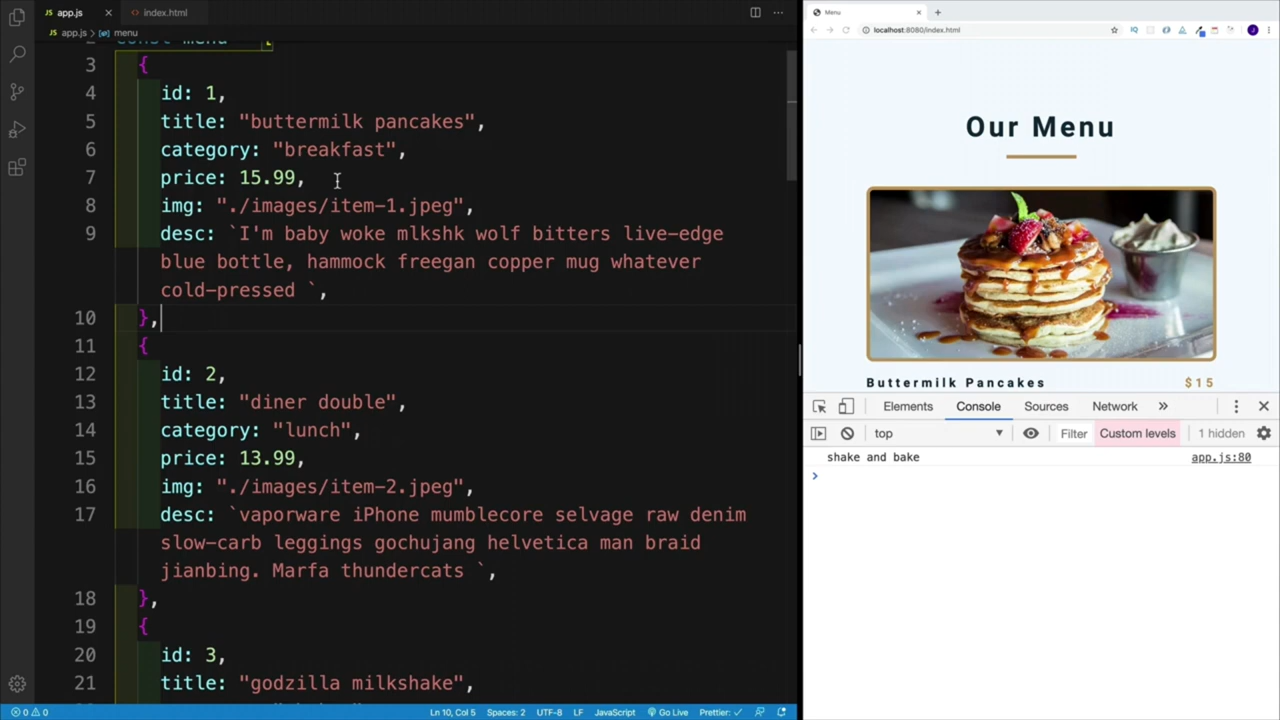 app.js
index.html
app.js > menu
2 const menu = [
3 {
4 id: 1,
5 title: "buttermilk pancakes",
6 category: "breakfast",
7 price: 15.99,
8 img: "./images/item-1.jpeg",
9 desc: `I'm baby woke mlkshk wolf bitters live-edge
blue bottle, hammock freegan copper mug whatever
cold-pressed `,
10 },
11 {
12 id: 2,
13 title: "diner double",
14 category: "lunch",
15 price: 13.99,
16 img: "./images/item-2.jpeg",
17 desc: `vaporware iPhone mumblecore selvage raw denim
slow-carb leggings gochujang helvetica man braid
jianbing. Marfa thundercats `,
18 },
19 {
20 id: 3,
21 title: "godzilla milkshake",
0 0
Ln 10, Col 5
Spaces: 2
UTF-8
LF
JavaScript
Go Live
Prettier: ✓
Menu
localhost:8080/index.html
Our Menu
Buttermilk Pancakes $15
Elements Console Sources Network »
top Filter Custom levels 1 hidden
shake and bake app.js:80
>